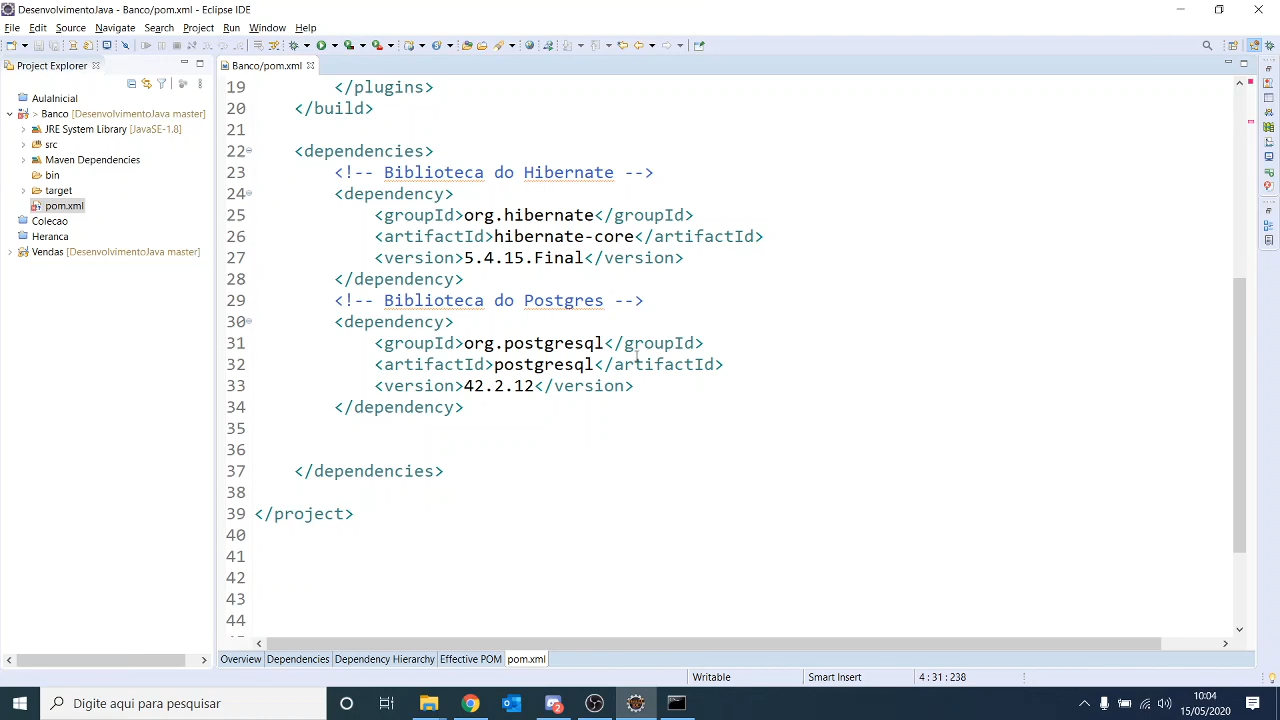 DesenvolvimentoJava - Banco/pom.xml - Eclipse IDE
File Edit Source Navigate Search Project Run Window Help
Project Explorer
Banco/pom.xml
AulaInicial
> Banco [DesenvolvimentoJava master]
JRE System Library [JavaSE-1.8]
src
Maven Dependencies
bin
target
pom.xml
Colecao
Heranca
Vendas [DesenvolvimentoJava master]
19 </plugins>
20 </build>
21
22 <dependencies>
23 <!-- Biblioteca do Hibernate -->
24 <dependency>
25 <groupId>org.hibernate</groupId>
26 <artifactId>hibernate-core</artifactId>
27 <version>5.4.15.Final</version>
28 </dependency>
29 <!-- Biblioteca do Postgres -->
30 <dependency>
31 <groupId>org.postgresql</groupId>
32 <artifactId>postgresql</artifactId>
33 <version>42.2.12</version>
34 </dependency>
35
36
37 </dependencies>
38
39 </project>
40
41
42
43
44
Overview Dependencies Dependency Hierarchy Effective POM pom.xml
Writable Smart Insert 4:31:238
Digite aqui para pesquisar
10:04
15/05/2020